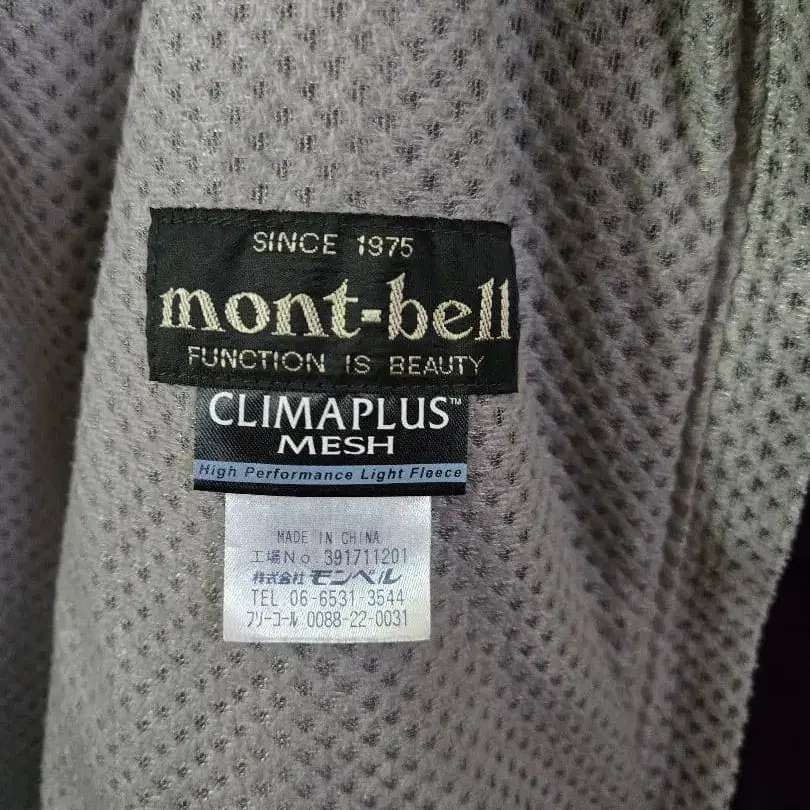 SINCE 1975
mont-bell
FUNCTION IS BEAUTY
CLIMAPLUS™
MESH
High Performance Light Fleece
MADE IN CHINA
工場No 391711201
株式会社 モンベル
TEL 06-6531-3544
フリーコール 0088-22-0031